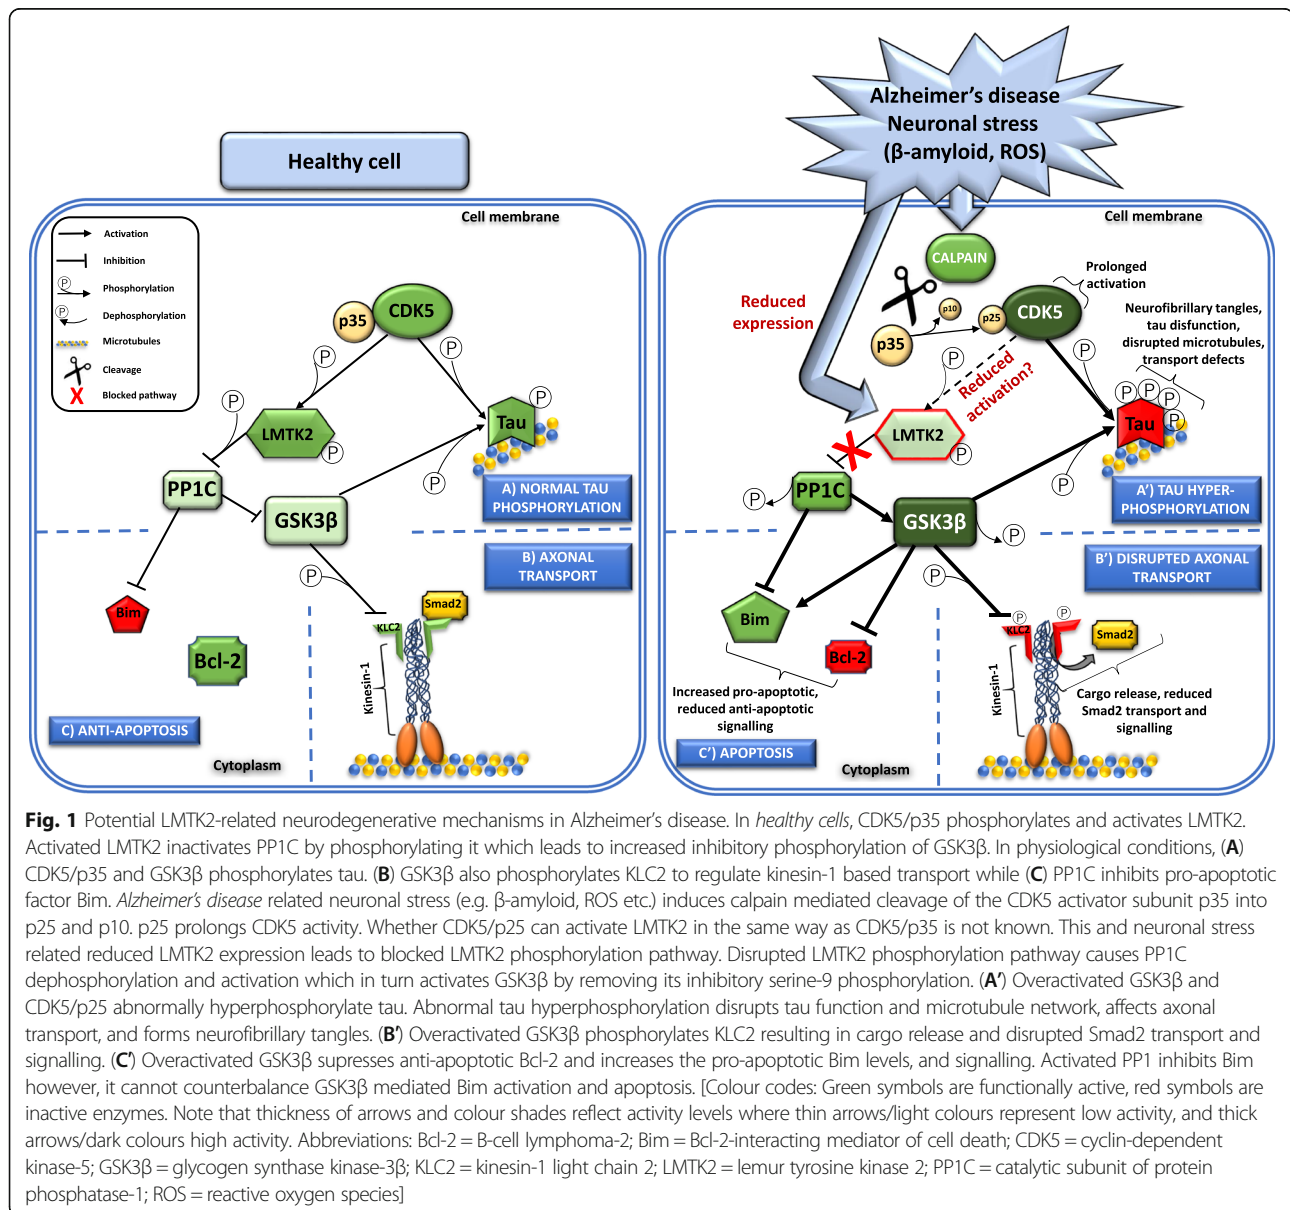 Alzheimer's disease
Neuronal stress
(β-amyloid, ROS)
Healthy cell
Cell membrane
Activation
Inhibition
P
Phosphorylation
P
Dephosphorylation
Microtubules
Cleavage
X
Blocked pathway
p35
CDK5
P
P
P
LMTK2
P
Tau
P
P
PP1C
GSK3β
A) NORMAL TAU
PHOSPHORYLATION
B) AXONAL
TRANSPORT
P
Bim
Bcl-2
KLC2
Smad2
Kinesin-1
C) ANTI-APOPTOSIS
Cytoplasm
Cell membrane
CALPAIN
Reduced
expression
p10
p35
p25
CDK5
Prolonged
activation
Neurofibrillary tangles,
tau disfunction,
disrupted microtubules,
transport defects
P
P
Reduced
activation?
P
P
P
P
Tau
LMTK2
P
X
P
PP1C
P
GSK3β
P
A') TAU HYPER-
PHOSPHORYLATION
B') DISRUPTED AXONAL
TRANSPORT
P
Bim
Bcl-2
P
P
KLC2
Smad2
Kinesin-1
Increased pro-apoptotic,
reduced anti-apoptotic
signalling
Cargo release, reduced
Smad2 transport and
signalling
C') APOPTOSIS
Cytoplasm
Fig. 1 Potential LMTK2-related neurodegenerative mechanisms in Alzheimer's disease. In healthy cells, CDK5/p35 phosphorylates and activates LMTK2.
Activated LMTK2 inactivates PP1C by phosphorylating it which leads to increased inhibitory phosphorylation of GSK3β. In physiological conditions, (A)
CDK5/p35 and GSK3β phosphorylates tau. (B) GSK3β also phosphorylates KLC2 to regulate kinesin-1 based transport while (C) PP1C inhibits pro-apoptotic
factor Bim. Alzheimer's disease related neuronal stress (e.g. β-amyloid, ROS etc.) induces calpain mediated cleavage of the CDK5 activator subunit p35 into
p25 and p10. p25 prolongs CDK5 activity. Whether CDK5/p25 can activate LMTK2 in the same way as CDK5/p35 is not known. This and neuronal stress
related reduced LMTK2 expression leads to blocked LMTK2 phosphorylation pathway. Disrupted LMTK2 phosphorylation pathway causes PP1C
dephosphorylation and activation which in turn activates GSK3β by removing its inhibitory serine-9 phosphorylation. (A') Overactivated GSK3β and
CDK5/p25 abnormally hyperphosphorylate tau. Abnormal tau hyperphosphorylation disrupts tau function and microtubule network, affects axonal
transport, and forms neurofibrillary tangles. (B') Overactivated GSK3β phosphorylates KLC2 resulting in cargo release and disrupted Smad2 transport and
signalling. (C') Overactivated GSK3β supresses anti-apoptotic Bcl-2 and increases the pro-apoptotic Bim levels, and signalling. Activated PP1 inhibits Bim
however, it cannot counterbalance GSK3β mediated Bim activation and apoptosis. [Colour codes: Green symbols are functionally active, red symbols are
inactive enzymes. Note that thickness of arrows and colour shades reflect activity levels where thin arrows/light colours represent low activity, and thick
arrows/dark colours high activity. Abbreviations: Bcl-2 = B-cell lymphoma-2; Bim = Bcl-2-interacting mediator of cell death; CDK5 = cyclin-dependent
kinase-5; GSK3β = glycogen synthase kinase-3β; KLC2 = kinesin-1 light chain 2; LMTK2 = lemur tyrosine kinase 2; PP1C = catalytic subunit of protein
phosphatase-1; ROS = reactive oxygen species]